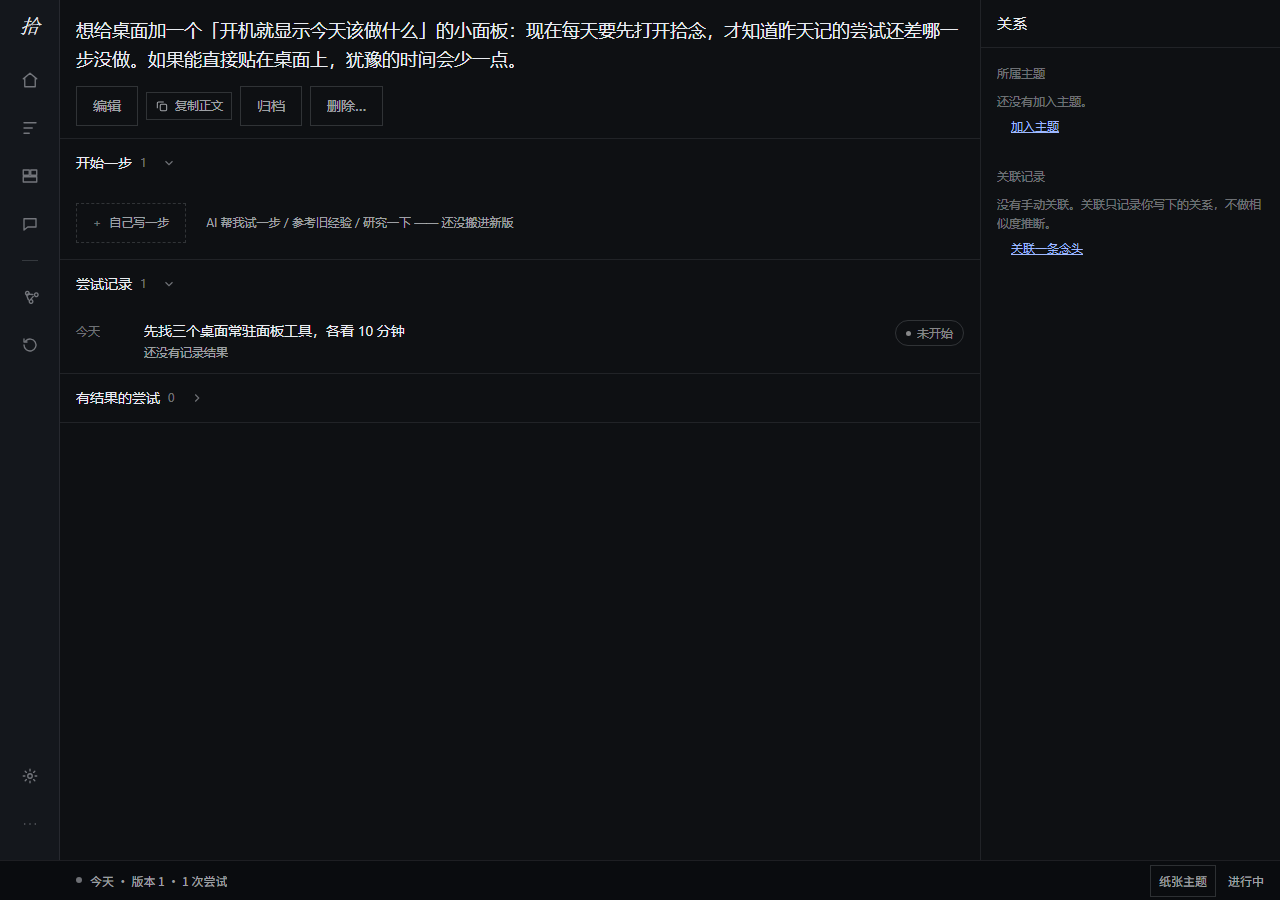 拾
想给桌面加一个「开机就显示今天该做什么」的小面板：现在每天要先打开拾念，才知道昨天记的尝试还差哪一
步没做。如果能直接贴在桌面上，犹豫的时间会少一点。
编辑
复制正文
归档
删除...
开始一步 1
+ 自己写一步
AI 帮我试一步 / 参考旧经验 / 研究一下 —— 还没搬进新版
尝试记录 1
今天
先找三个桌面常驻面板工具，各看 10 分钟
未开始
还没有记录结果
有结果的尝试 0
关系
所属主题
还没有加入主题。
加入主题
关联记录
没有手动关联。关联只记录你写下的关系，不做相
似度推断。
关联一条念头
今天 · 版本 1 · 1 次尝试
纸张主题
进行中